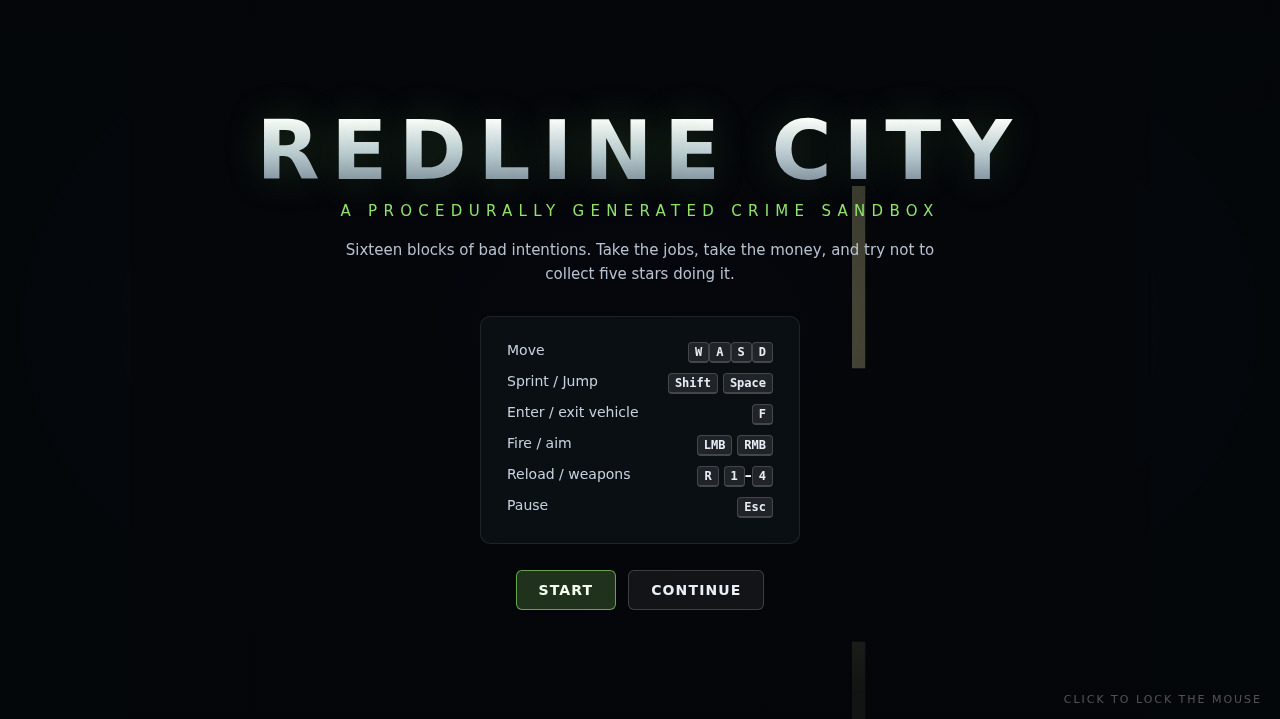 REDLINE CITY
A PROCEDURALLY GENERATED CRIME SANDBOX
Sixteen blocks of bad intentions. Take the jobs, take the money, and try not to
collect five stars doing it.
Move W A S D
Sprint / Jump Shift Space
Enter / exit vehicle F
Fire / aim LMB RMB
Reload / weapons R 1–4
Pause Esc
START CONTINUE
CLICK TO LOCK THE MOUSE